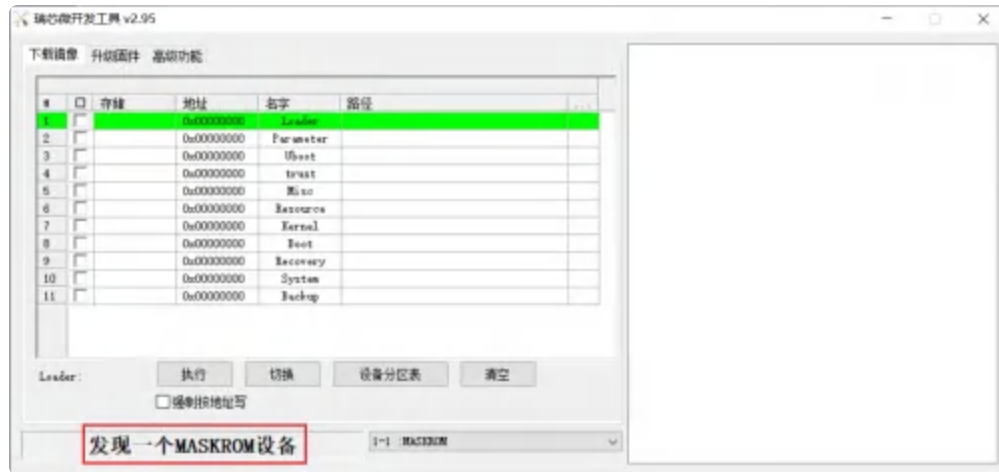 瑞芯微开发工具 v2.95
下载镜像 升级固件 高级功能
# 存储 地址 名字 路径 ...
1 0x00000000 Loader
2 0x00000000 Parameter
3 0x00000000 Uboot
4 0x00000000 trust
5 0x00000000 Misc
6 0x00000000 Resource
7 0x00000000 Kernel
8 0x00000000 Boot
9 0x00000000 Recovery
10 0x00000000 System
11 0x00000000 Backup
Loader: 执行 切换 设备分区表 清空
强制按地址写
发现一个MASKROM设备 1-1 :MASKROM